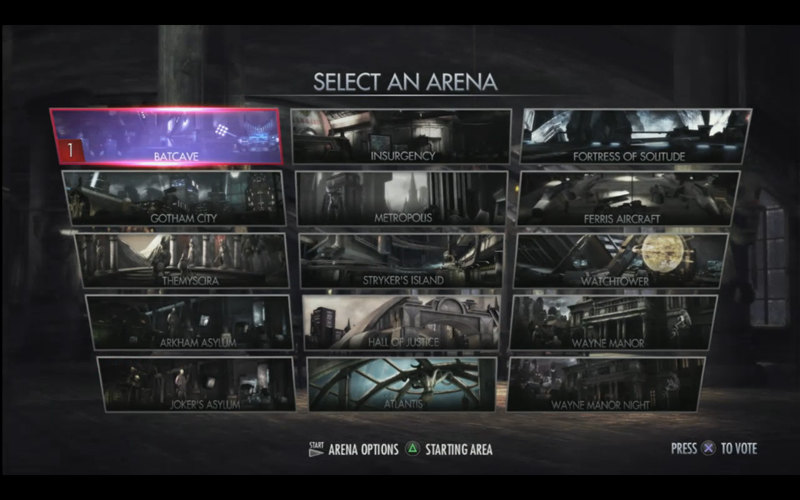 SELECT AN ARENA
1
BATCAVE
INSURGENCY
FORTRESS OF SOLITUDE
GOTHAM CITY
METROPOLIS
FERRIS AIRCRAFT
THEMYSCIRA
STRYKER'S ISLAND
WATCHTOWER
ARKHAM ASYLUM
HALL OF JUSTICE
WAYNE MANOR
JOKER'S ASYLUM
ATLANTIS
WAYNE MANOR NIGHT
START ARENA OPTIONS STARTING AREA
PRESS TO VOTE